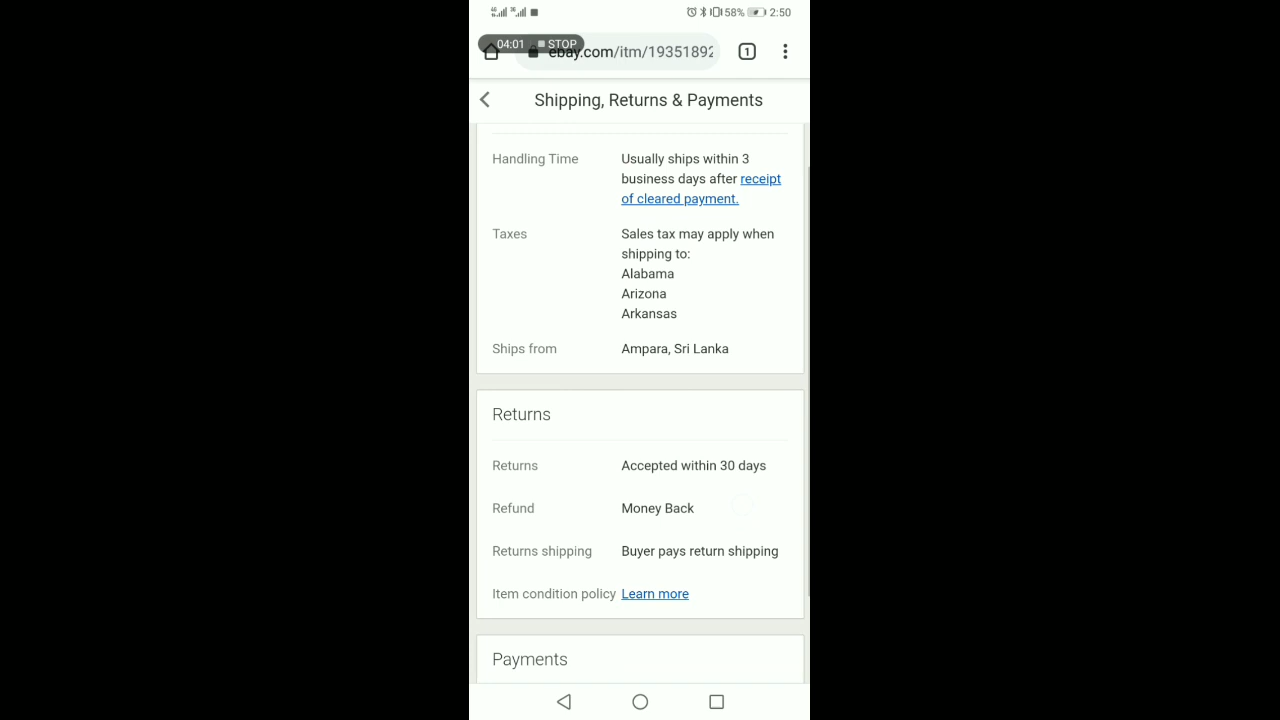 58% 2:50
04:01 STOP
ebay.com/itm/19351892
1
Shipping, Returns & Payments
Handling Time Usually ships within 3
business days after receipt
of cleared payment.
Taxes Sales tax may apply when
shipping to:
Alabama
Arizona
Arkansas
Ships from Ampara, Sri Lanka
Returns
Returns Accepted within 30 days
Refund Money Back
Returns shipping Buyer pays return shipping
Item condition policy Learn more
Payments